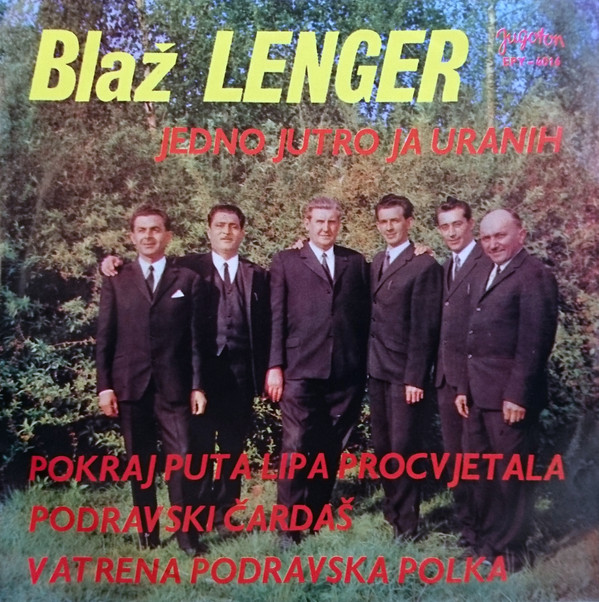 Blaž LENGER
Jugoton
EPY-4016
JEDNO JUTRO JA URANIH
POKRAJ PUTA LIPA PROCVJETALA
PODRAVSKI ČARDAŠ
VATRENA PODRAVSKA POLKA